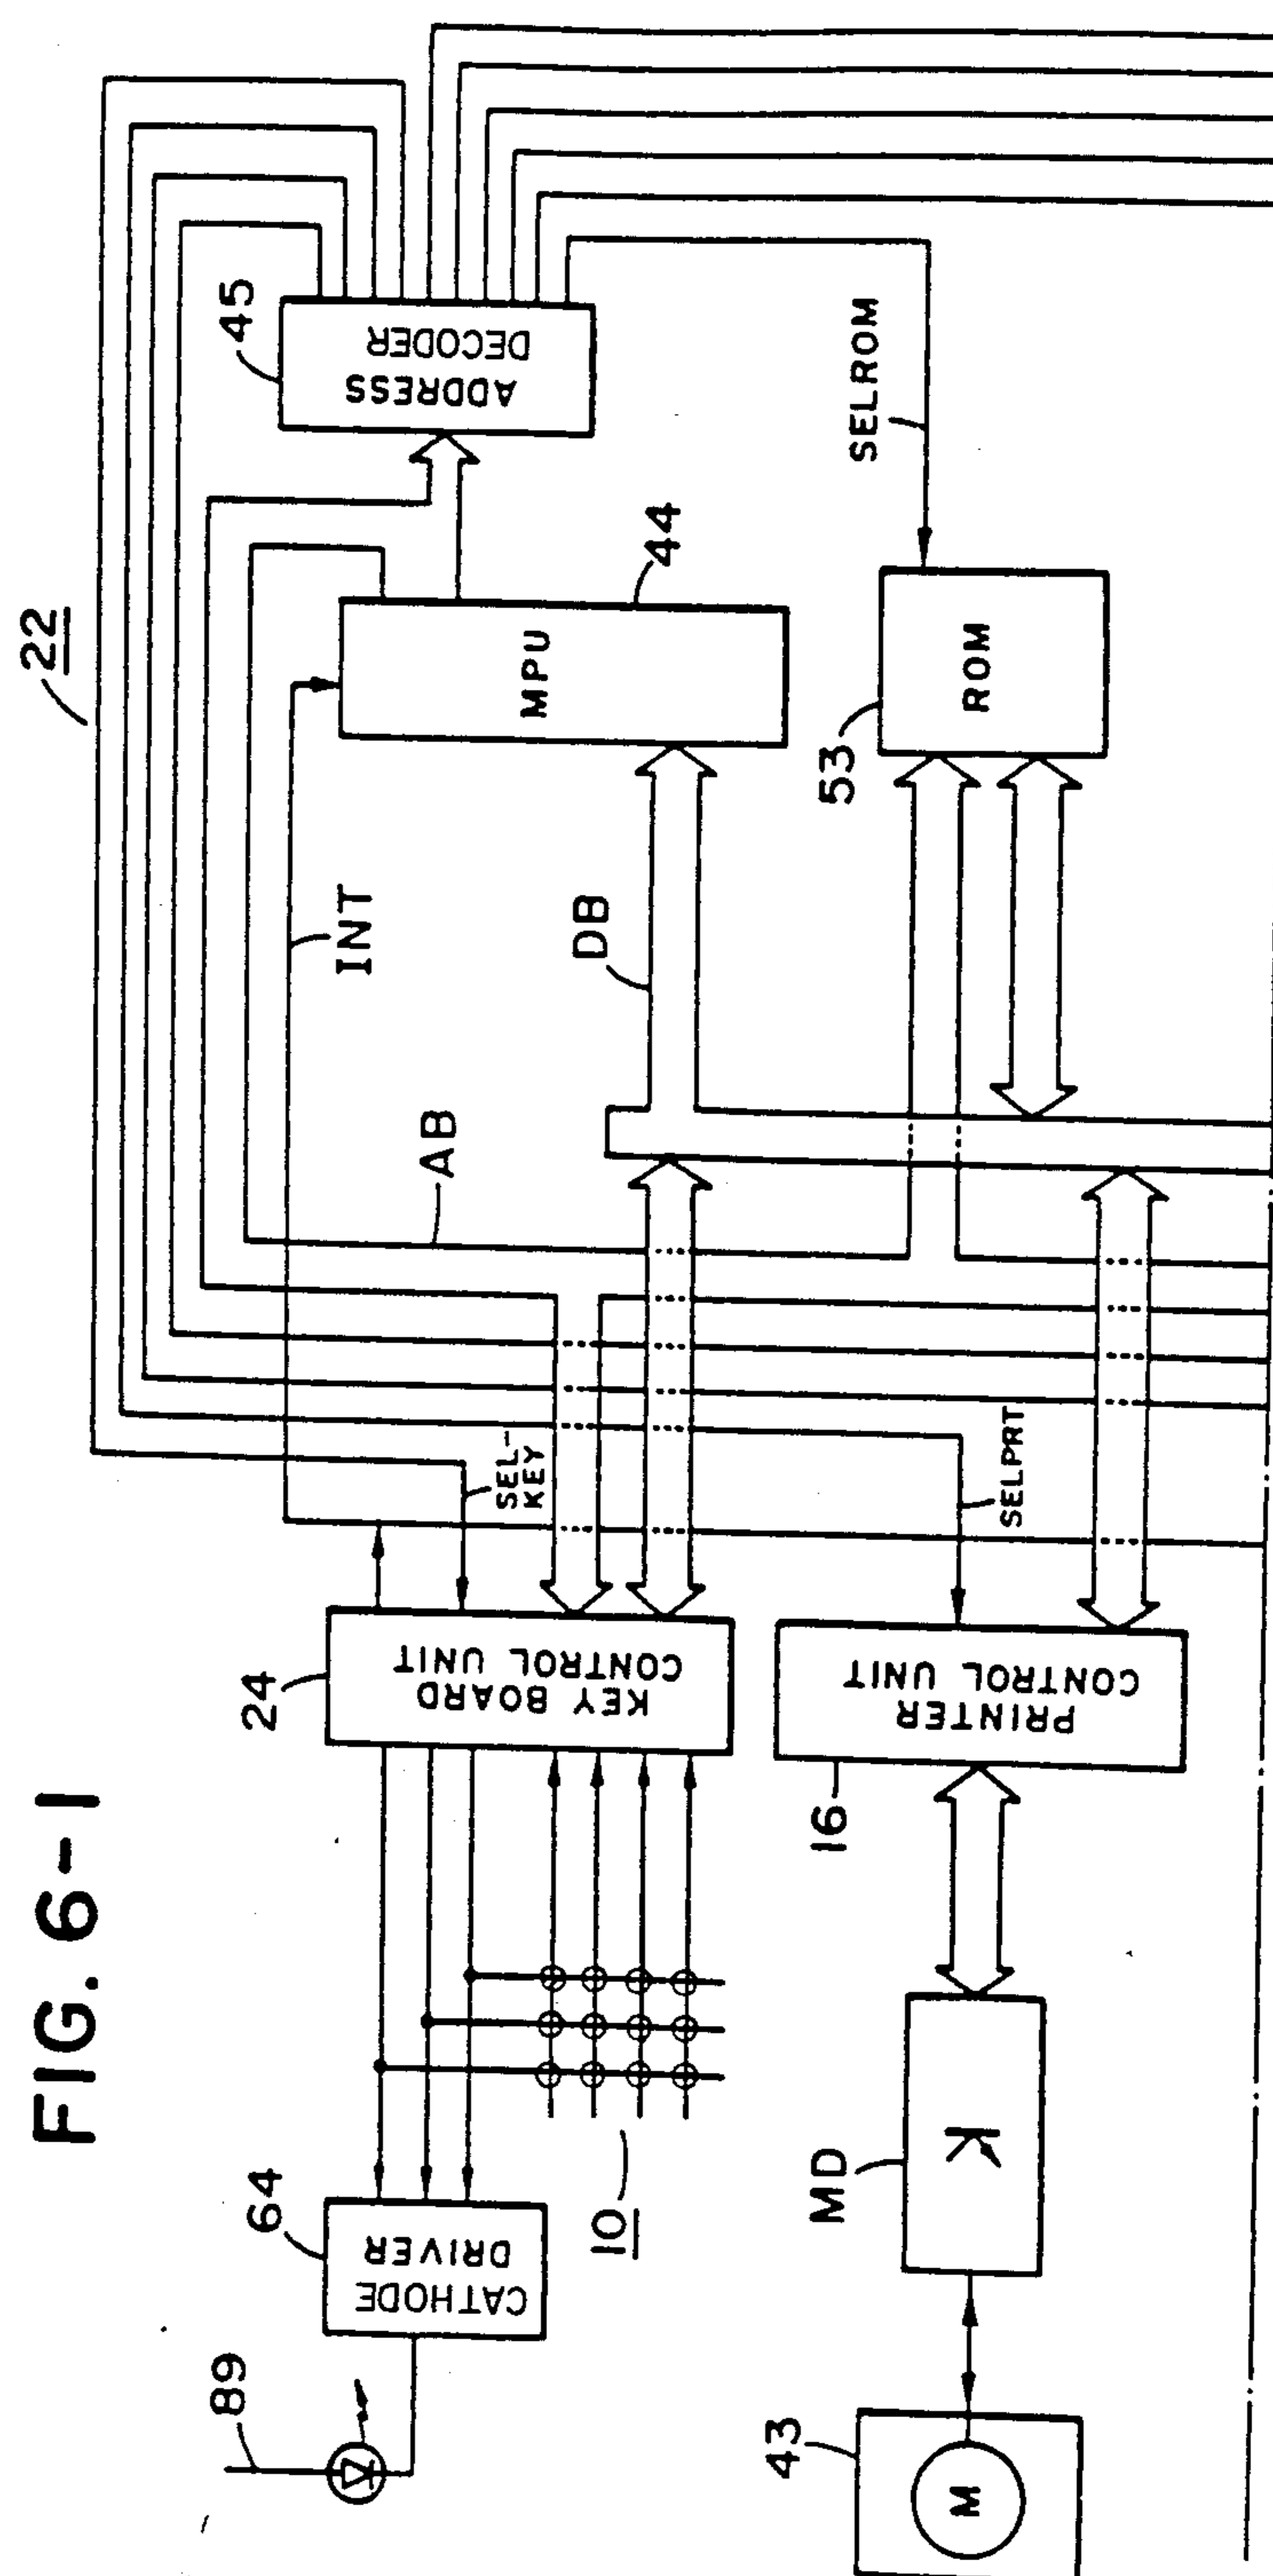 FIG. 6-1
22
45
ADDRESS
DECODER
44
MPU
INT
AB
DB
SELROM
53
ROM
24
KEY BOARD
CONTROL UNIT
SEL-
KEY
SELPRT
16
PRINTER
CONTROL UNIT
64
CATHODE
DRIVER
10
89
MD
43
M